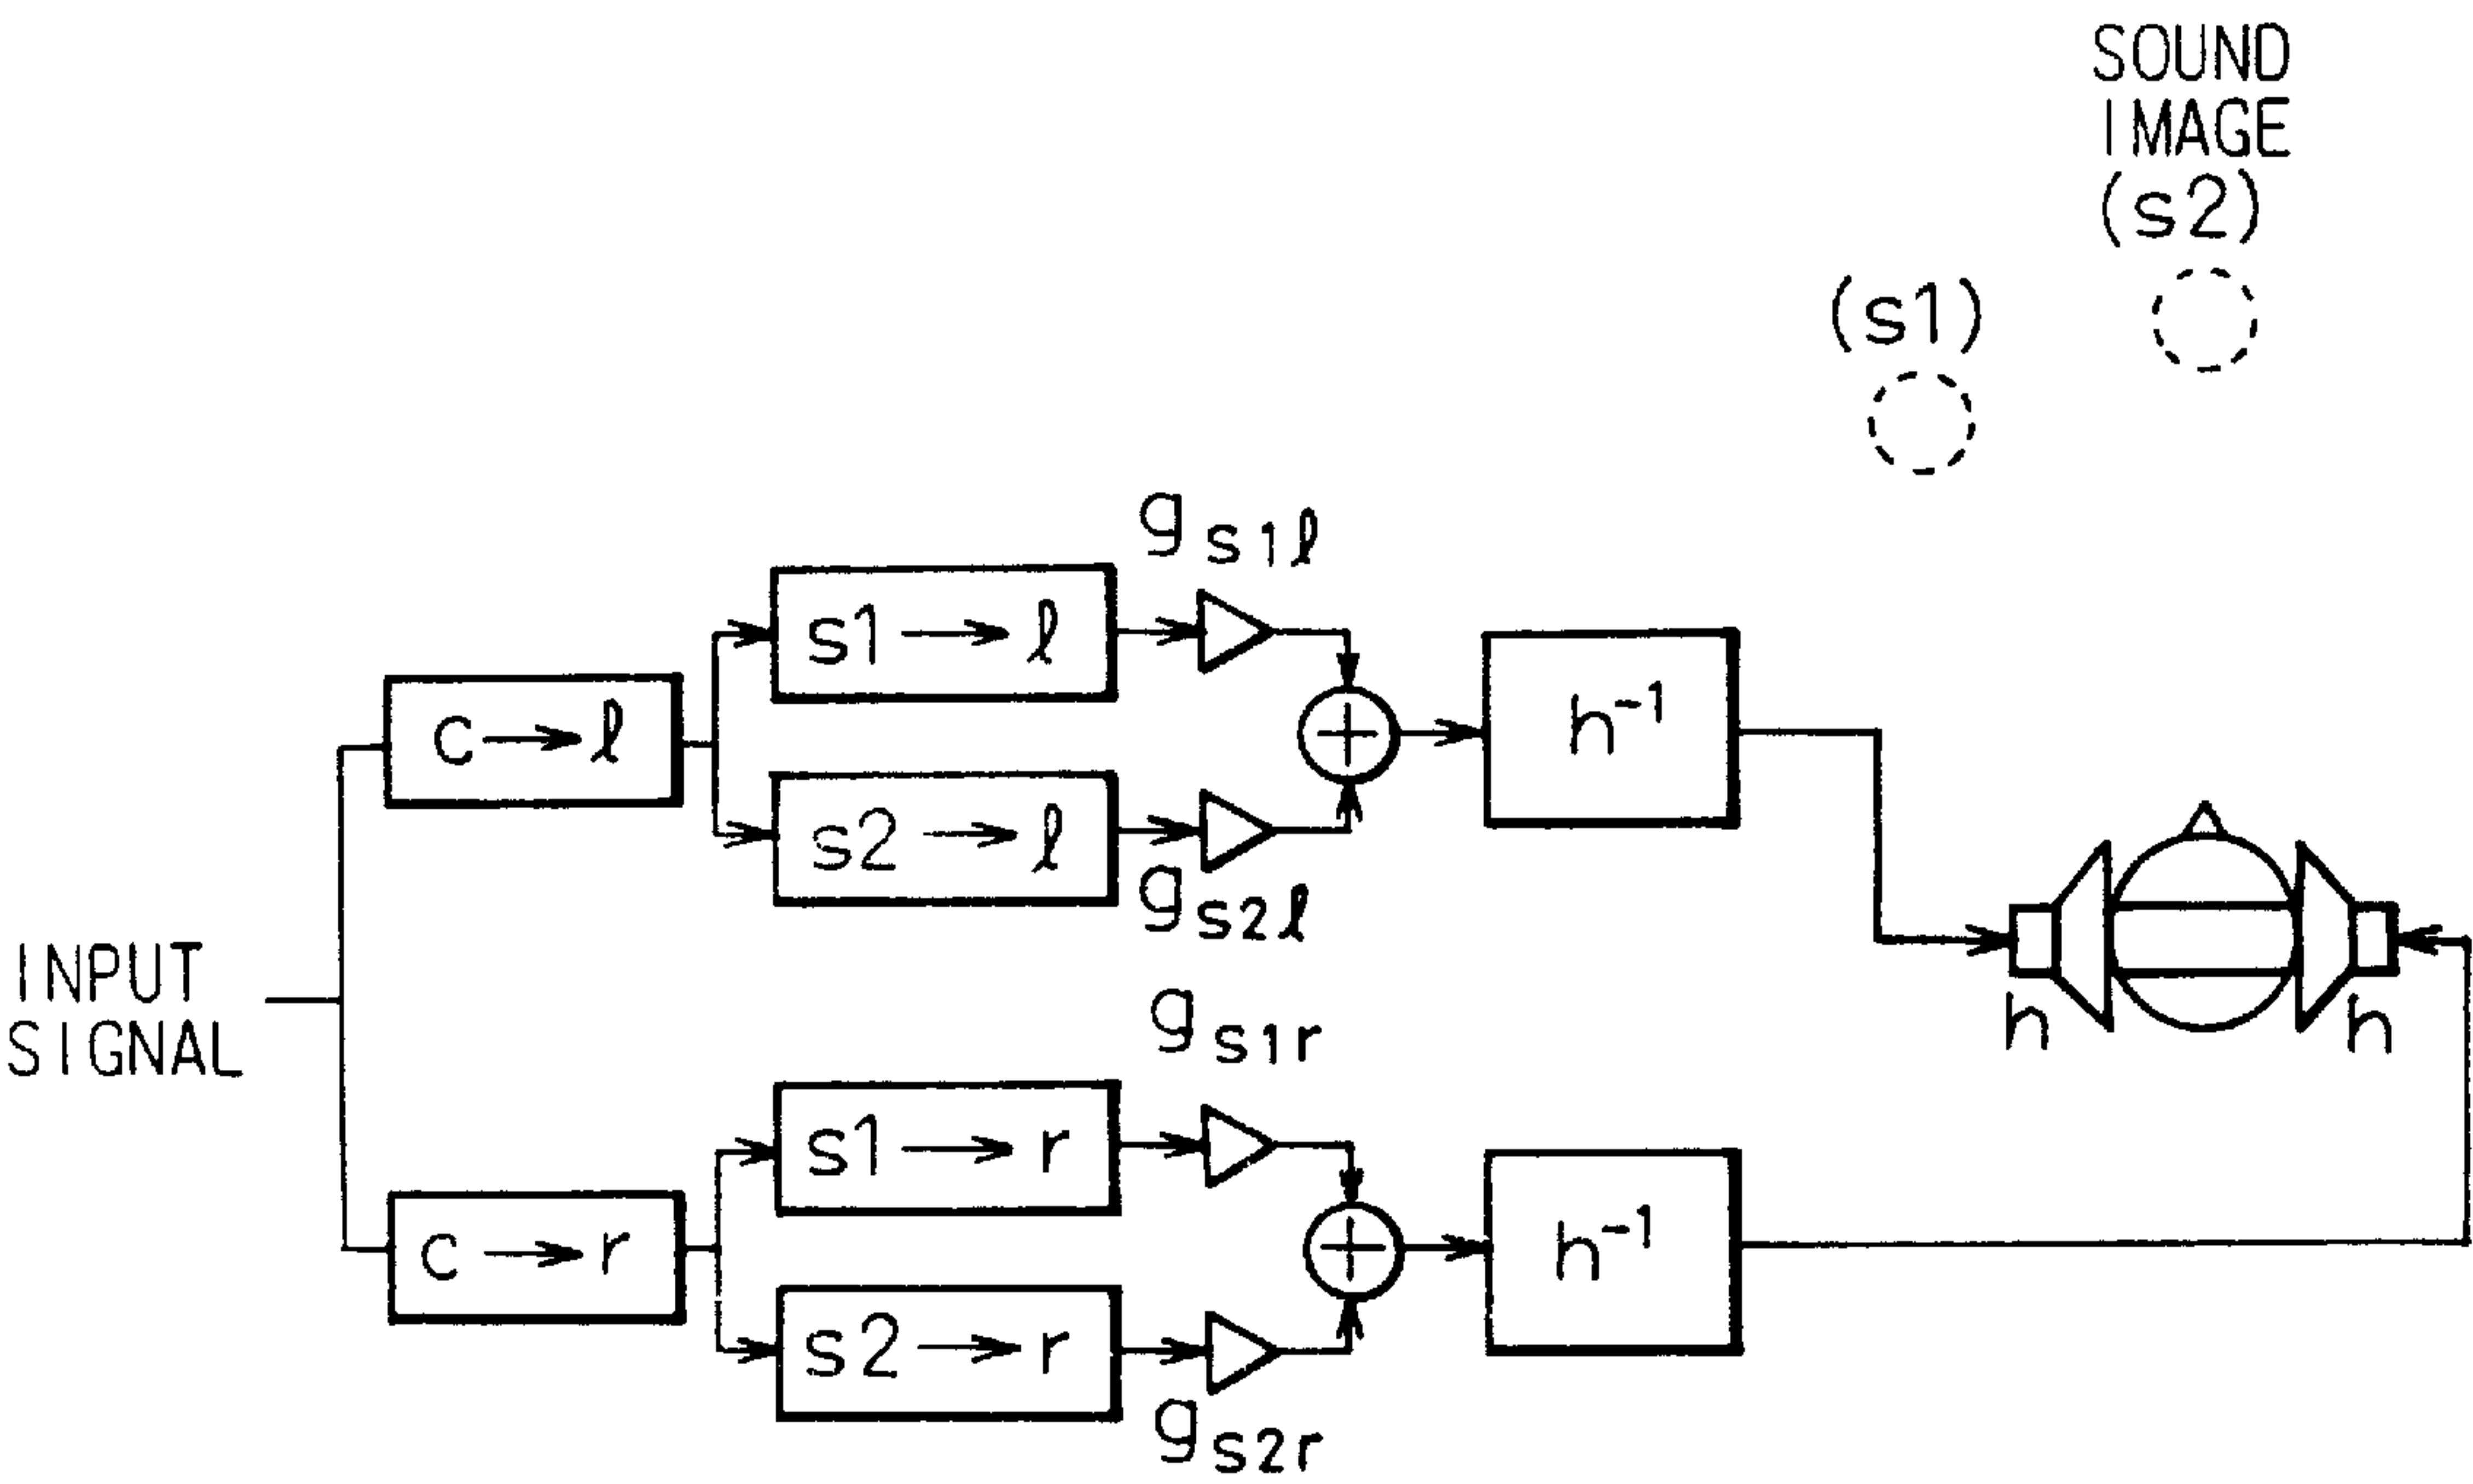 SOUND
IMAGE
(s2)
(s1)
g s1ℓ
s1 → ℓ
c → ℓ
h⁻¹
s2 → ℓ
g s2ℓ
INPUT
SIGNAL
g s1r
h
h
s1 → r
c → r
h⁻¹
s2 → r
g s2r